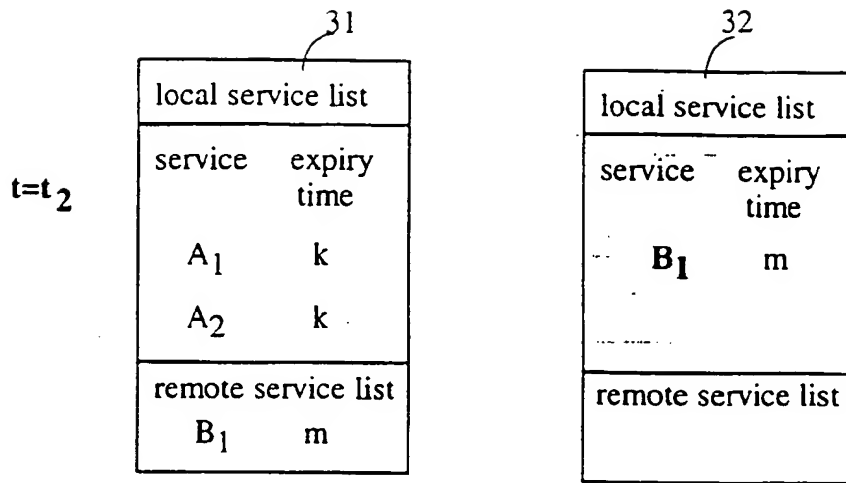 31
local service list
service expiry
time
t=t2
A1 k
A2 k
remote service list
B1 m
32
local service list
service expiry
time
B1 m
remote service list